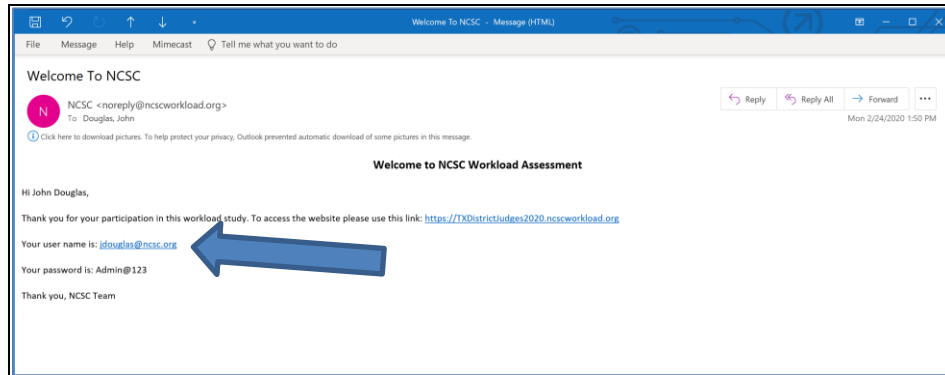 Welcome To NCSC - Message (HTML)
File Message Help Mimecast Tell me what you want to do
Welcome To NCSC
N
NCSC <noreply@ncscworkload.org>
To Douglas, John
Reply Reply All Forward
Mon 2/24/2020 1:50 PM
Click here to download pictures. To help protect your privacy, Outlook prevented automatic download of some pictures in this message.
Welcome to NCSC Workload Assessment
Hi John Douglas,
Thank you for your participation in this workload study. To access the website please use this link: https://TXDistrictJudges2020.ncscworkload.org
Your user name is: jdouglas@ncsc.org
Your password is: Admin@123
Thank you, NCSC Team